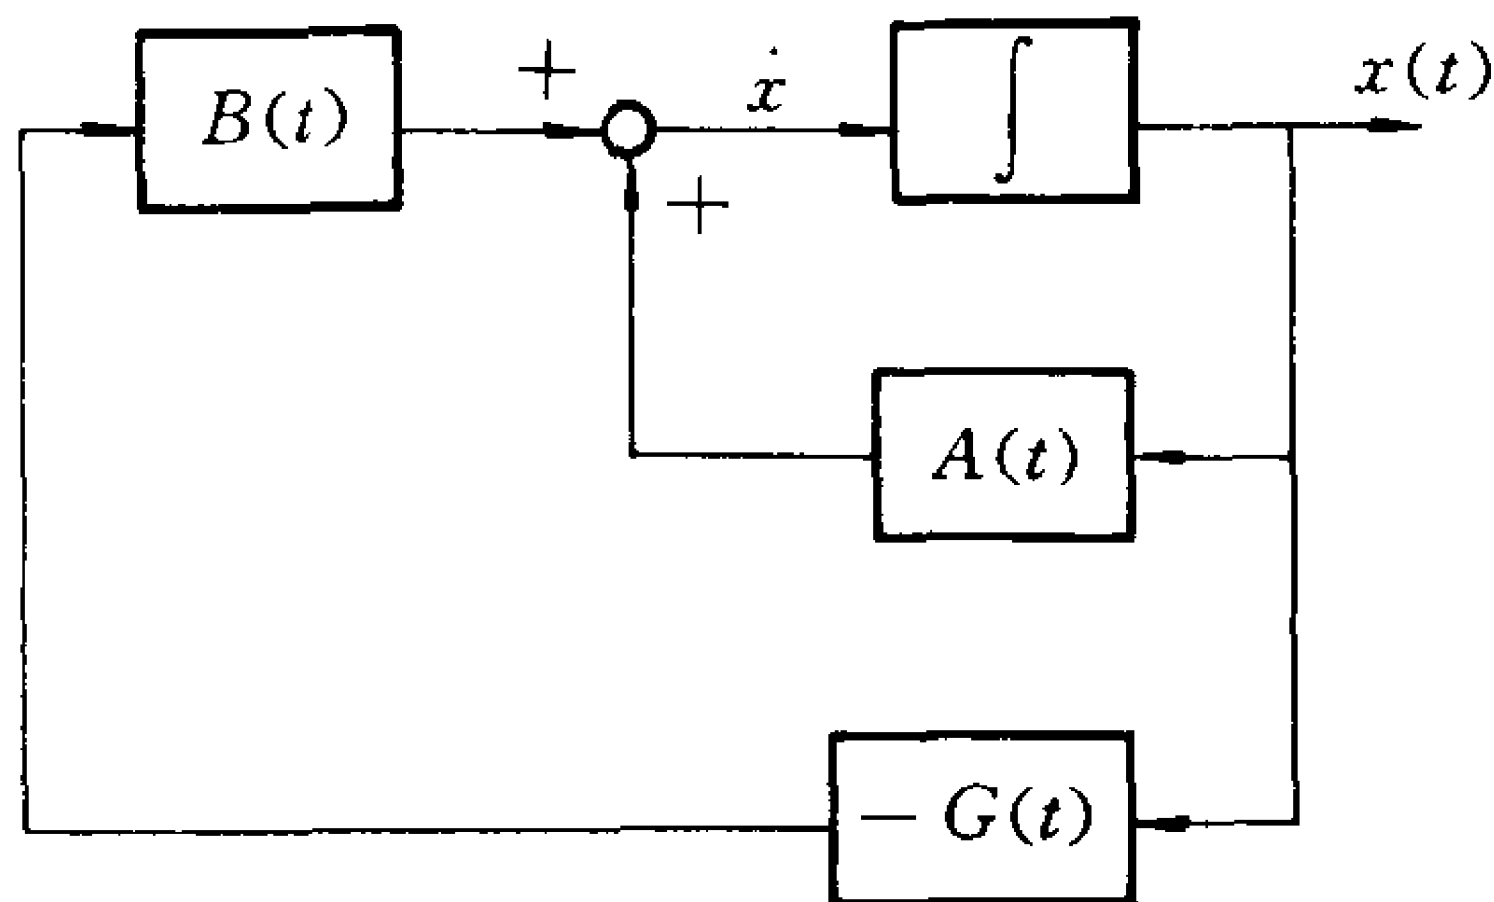 B(t)
+
ẋ
∫
x(t)
+
A(t)
− G(t)